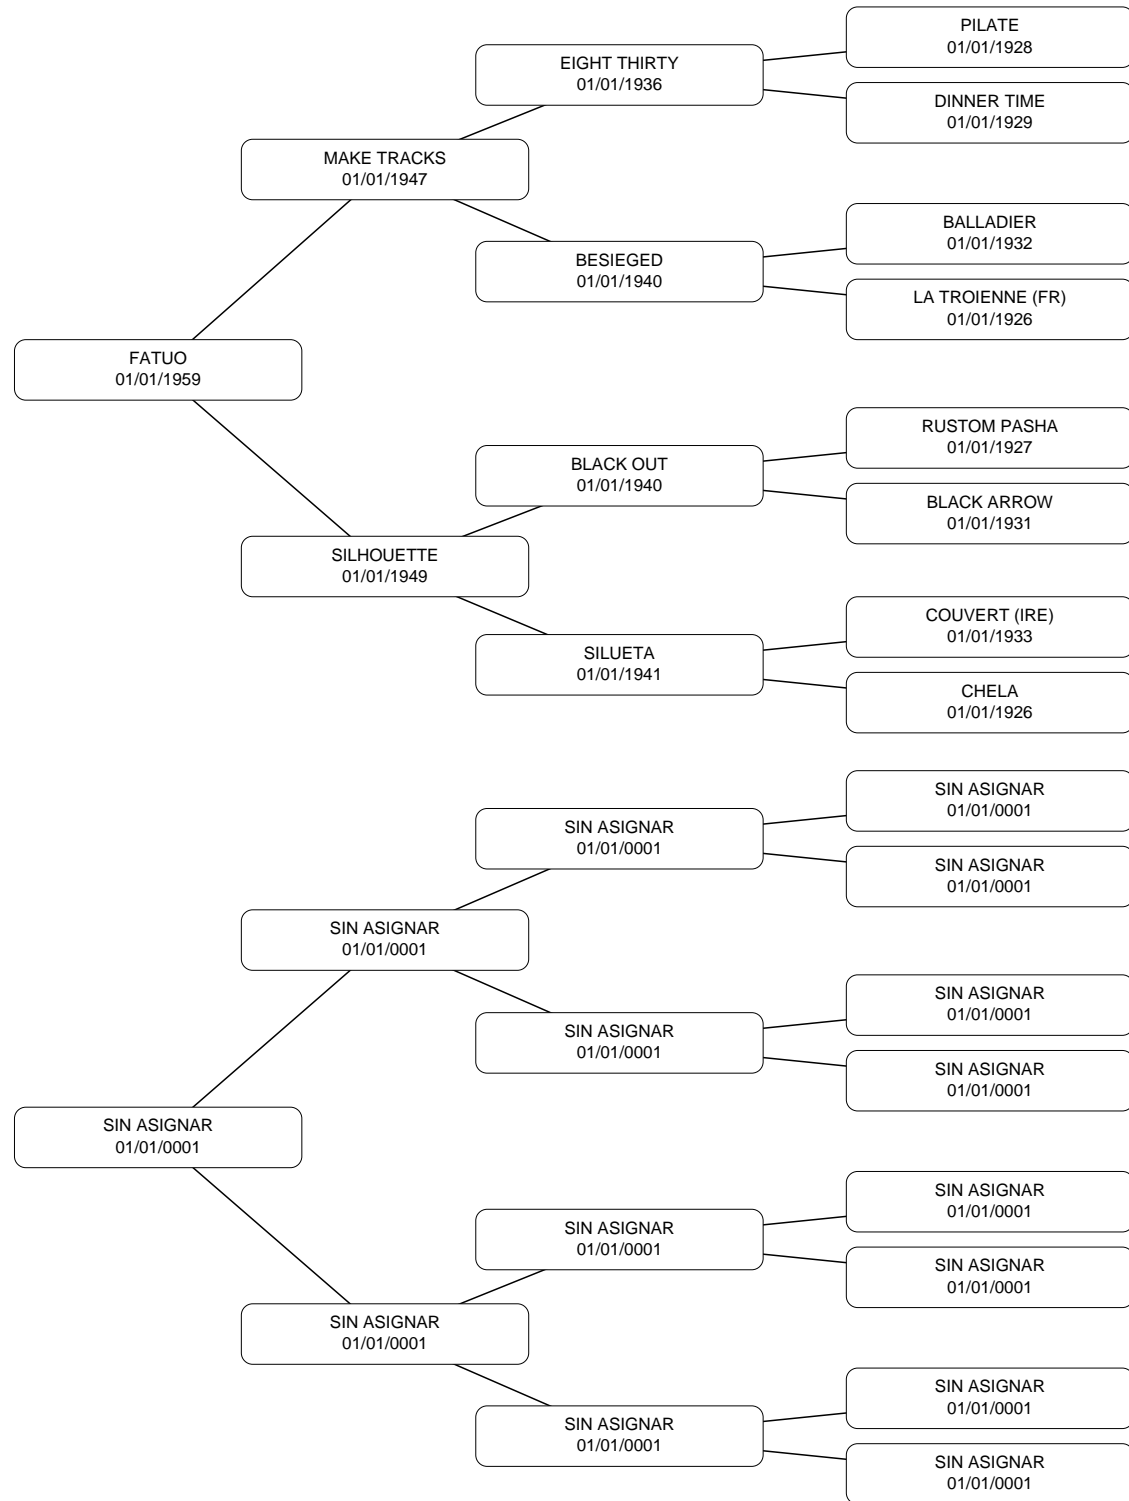 PILATE
01/01/1928
EIGHT THIRTY
01/01/1936
DINNER TIME
01/01/1929
MAKE TRACKS
01/01/1947
BALLADIER
01/01/1932
BESIEGED
01/01/1940
LA TROIENNE (FR)
01/01/1926
FATUO
01/01/1959
RUSTOM PASHA
01/01/1927
BLACK OUT
01/01/1940
BLACK ARROW
01/01/1931
SILHOUETTE
01/01/1949
COUVERT (IRE)
01/01/1933
SILUETA
01/01/1941
CHELA
01/01/1926
SIN ASIGNAR
01/01/0001
SIN ASIGNAR
01/01/0001
SIN ASIGNAR
01/01/0001
SIN ASIGNAR
01/01/0001
SIN ASIGNAR
01/01/0001
SIN ASIGNAR
01/01/0001
SIN ASIGNAR
01/01/0001
SIN ASIGNAR
01/01/0001
SIN ASIGNAR
01/01/0001
SIN ASIGNAR
01/01/0001
SIN ASIGNAR
01/01/0001
SIN ASIGNAR
01/01/0001
SIN ASIGNAR
01/01/0001
SIN ASIGNAR
01/01/0001
SIN ASIGNAR
01/01/0001